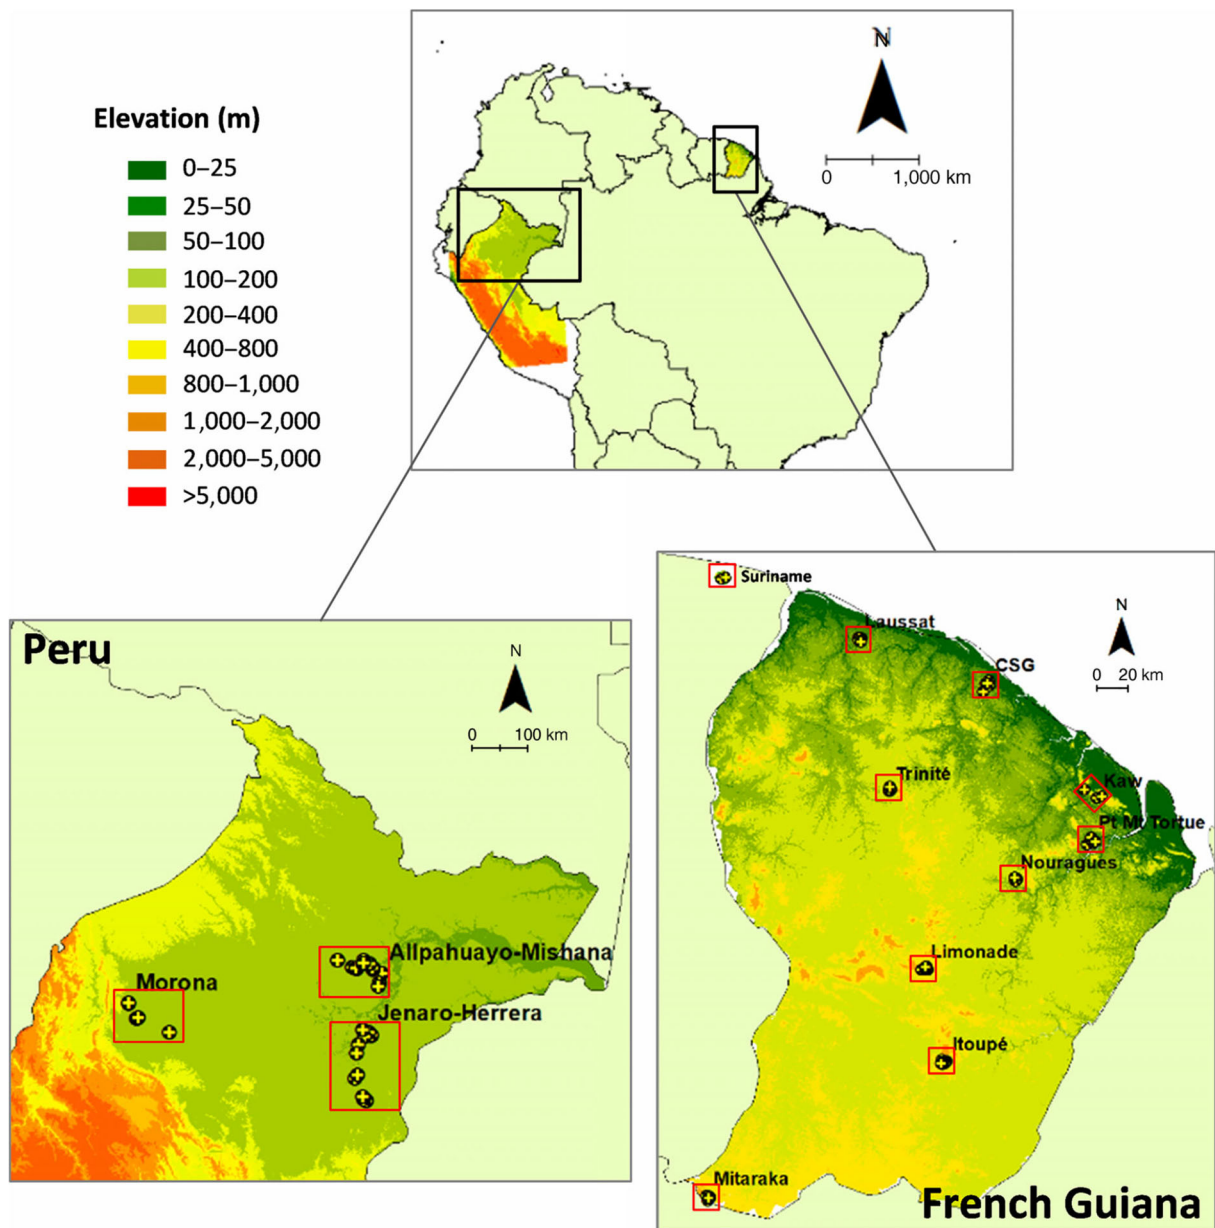 N
0 1,000 km
Elevation (m)
0–25
25–50
50–100
100–200
200–400
400–800
800–1,000
1,000–2,000
2,000–5,000
>5,000
Peru
N
0 100 km
Allpahuayo-Mishana
Morona
Jenaro-Herrera
Suriname
N
0 20 km
Laussat
CSG
Trinité
Kaw
Pt Mt Tortue
Nouragues
Limonade
Itoupé
Mitaraka
French Guiana